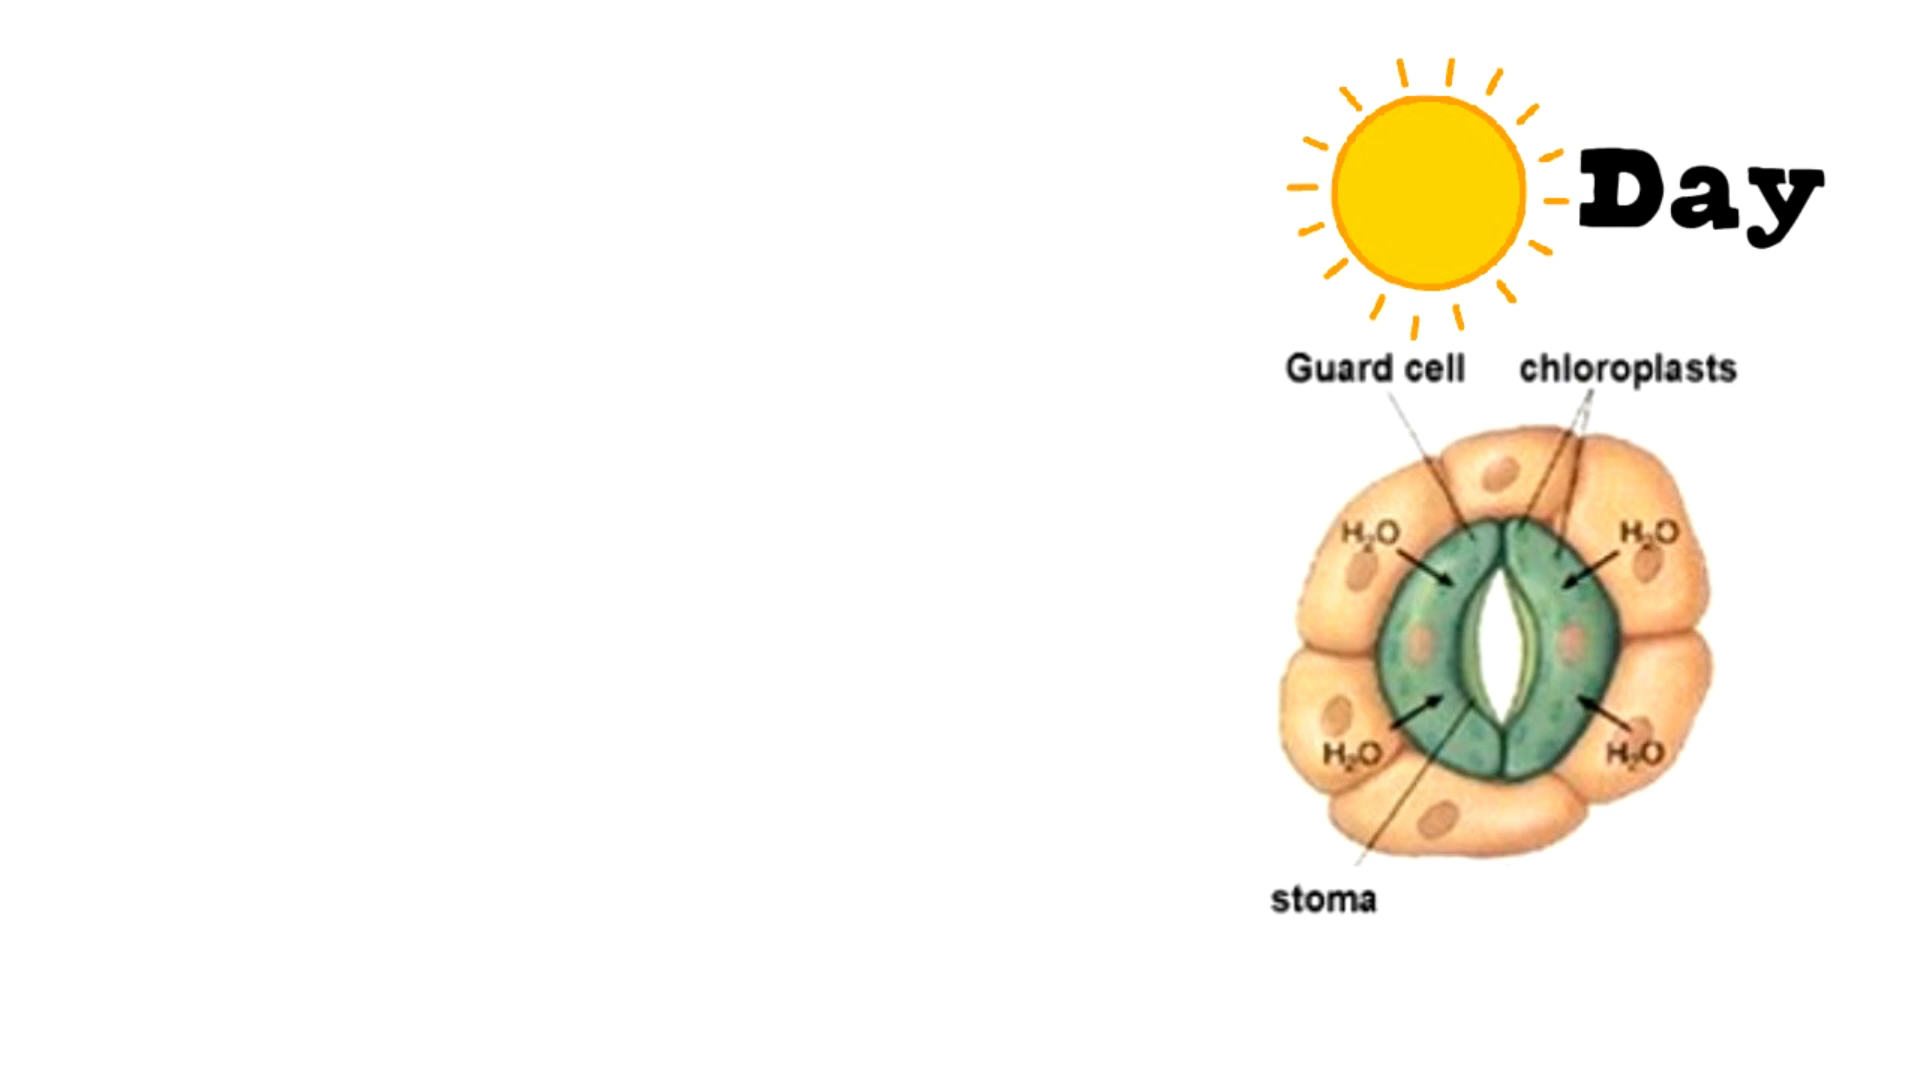 Day
Guard cell chloroplasts
H₂O H₂O
H₂O H₂O
stoma